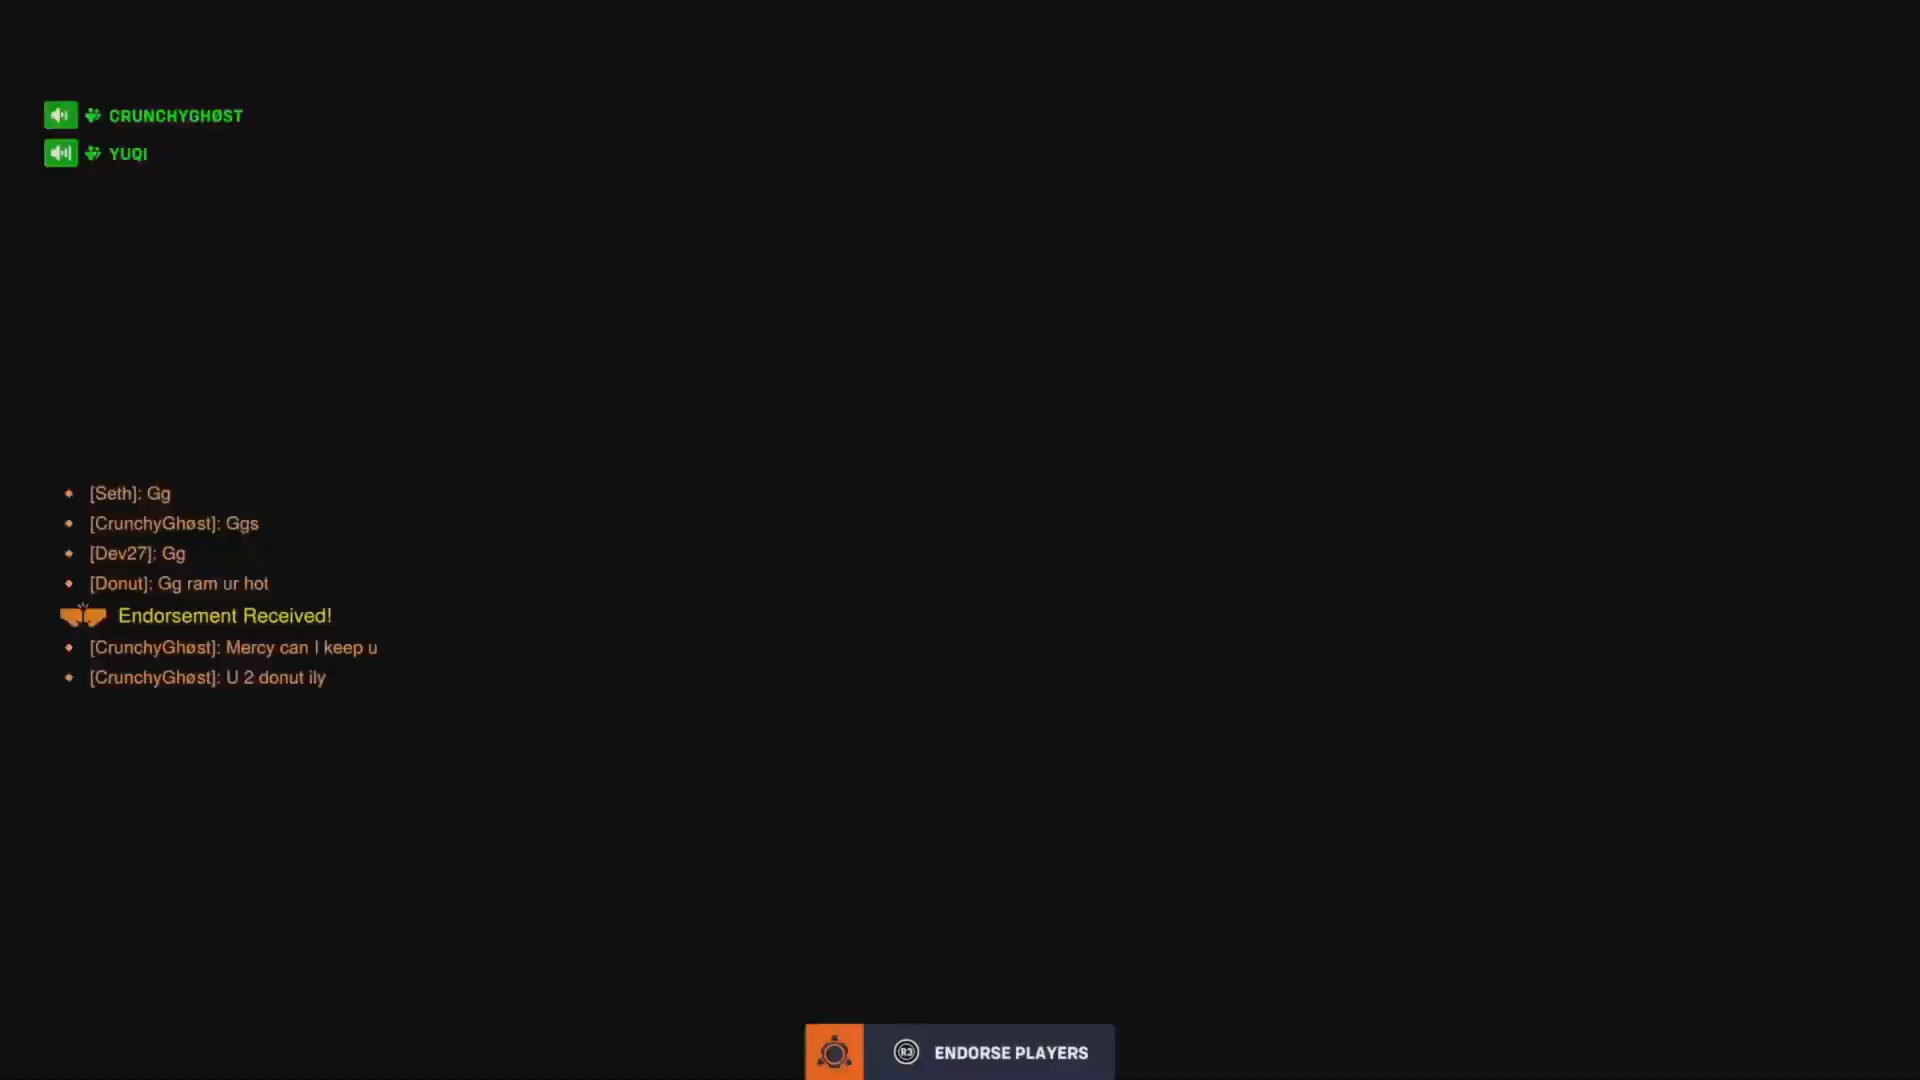 CRUNCHYGHØST
YUQI
[Seth]: Gg
[CrunchyGhøst]: Ggs
[Dev27]: Gg
[Donut]: Gg ram ur hot
Endorsement Received!
[CrunchyGhøst]: Mercy can I keep u
[CrunchyGhøst]: U 2 donut ily
R3 ENDORSE PLAYERS